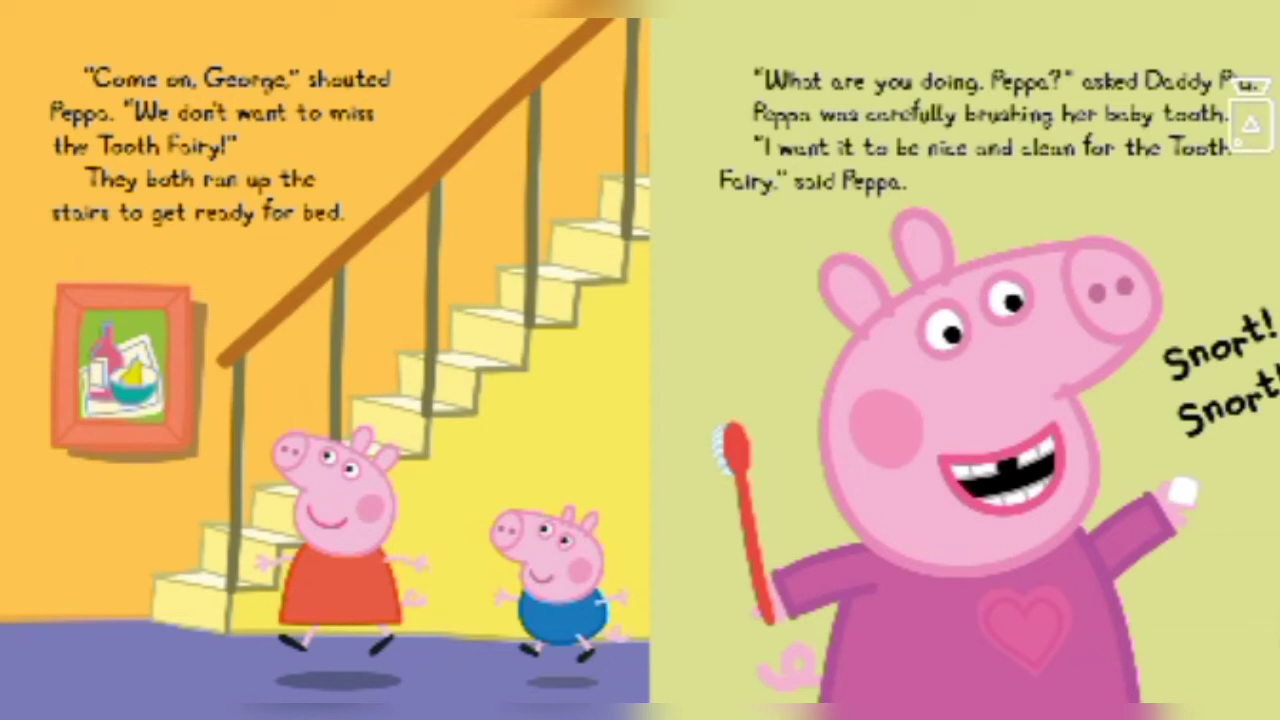 "Come on, George," shouted
Peppa. "We don't want to miss
the Tooth Fairy!"
They both ran up the
stairs to get ready for bed.
"What are you doing, Peppa?" asked Daddy Pig.
Peppa was carefully brushing her baby tooth.
"I want it to be nice and clean for the Tooth
Fairy," said Peppa.
Snort!
Snort!